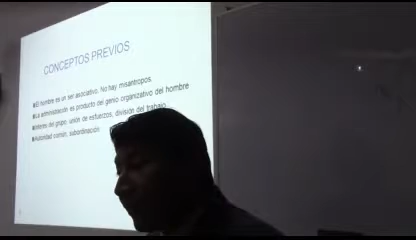 CONCEPTOS PREVIOS
El hombre es un ser asociativo. No hay misántropos.
La administración es producto del genio organizativo del hombre
Interés del grupo, unión de esfuerzos, división del trabajo
Autoridad común, subordinación